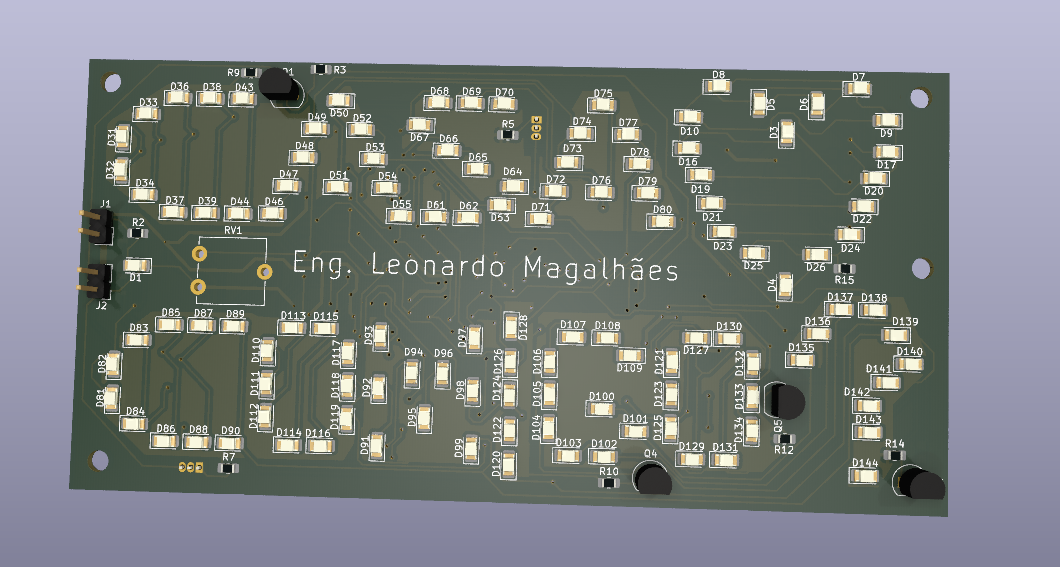 R9 Q1 R3
D36 D38 D43 D50 D68 D69 D70 D75 D8 D5 D6 D7
D33 D49 D52 D67 R5 D74 D77 D10 D3 D9
D31 D48 D53 D66 D73 D78 D16 D17
D32 D47 D51 D54 D65 D64 D72 D76 D79 D19 D20
D34 D37 D39 D44 D46 D55 D61 D62 D53 D71 D80 D21 D22
J1 R2 RV1 D23 D24
D1 Eng. Leonardo Magalhães D25 D26 R15
J2 D4
D85 D87 D89 D113 D115 D93 D97 D128 D107 D108 D127 D130 D137 D138
D83 D110 D117 D126 D106 D109 D121 D132 D136 D139
D82 D111 D118 D94 D96 D124 D135 D140
D81 D112 D119 D92 D98 D105 D100 D123 D133 D141
D84 D95 D122 D104 D101 D125 D134 D142 Q5
D86 D88 D90 D114 D116 D91 D99 D120 D103 D102 D129 D131 R12 D143
R7 R10 Q4 R14
D144